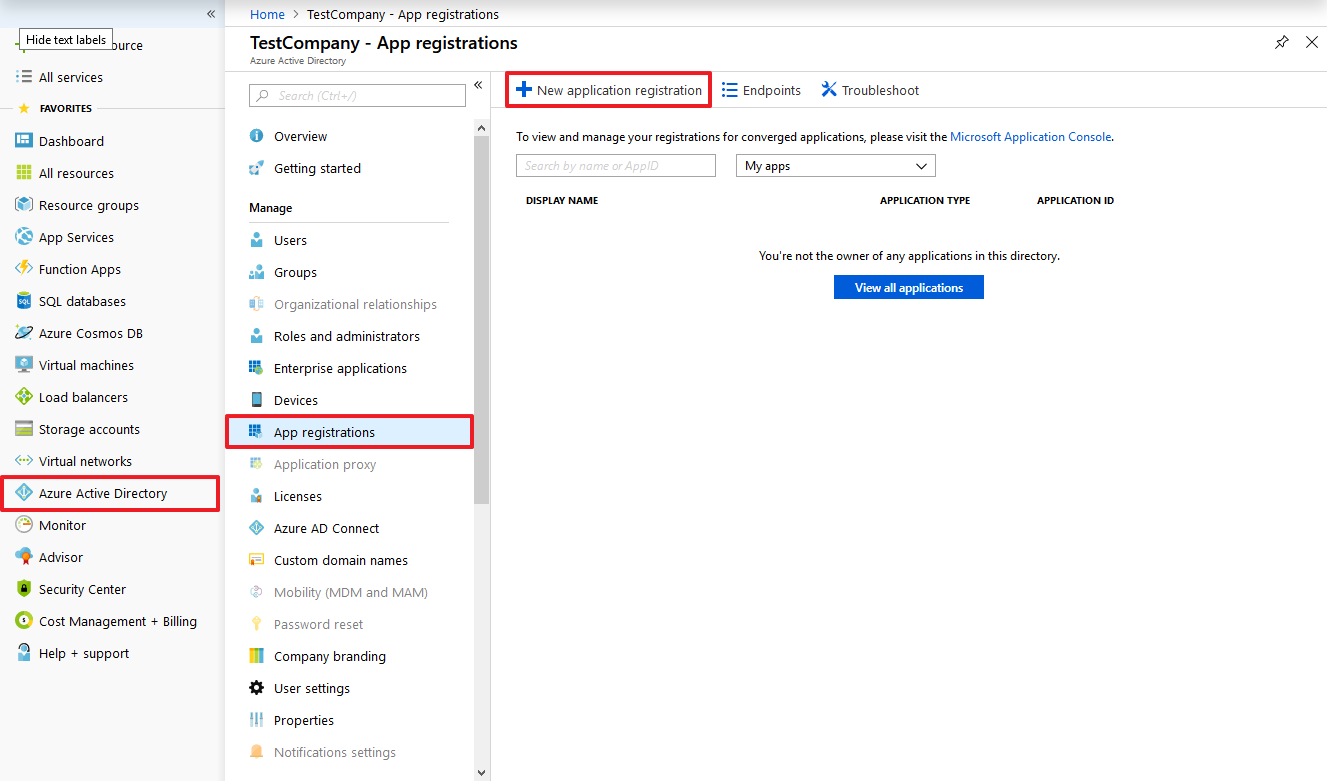 Home > TestCompany - App registrations
Hide text labels
ource
All services
FAVORITES
Dashboard
All resources
Resource groups
App Services
Function Apps
SQL databases
Azure Cosmos DB
Virtual machines
Load balancers
Storage accounts
Virtual networks
Azure Active Directory
Monitor
Advisor
Security Center
Cost Management + Billing
Help + support
TestCompany - App registrations
Azure Active Directory
Search (Ctrl+/)
Overview
Getting started
Manage
Users
Groups
Organizational relationships
Roles and administrators
Enterprise applications
Devices
App registrations
Application proxy
Licenses
Azure AD Connect
Custom domain names
Mobility (MDM and MAM)
Password reset
Company branding
User settings
Properties
Notifications settings
New application registration Endpoints Troubleshoot
To view and manage your registrations for converged applications, please visit the Microsoft Application Console.
Search by name or AppID My apps
DISPLAY NAME APPLICATION TYPE APPLICATION ID
You're not the owner of any applications in this directory.
View all applications